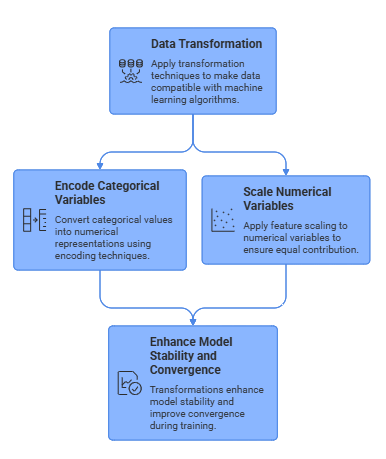 Data Transformation
Apply transformation
techniques to make data
compatible with machine
learning algorithms.
Encode Categorical
Variables
Convert categorical values
into numerical
representations using
encoding techniques.
Scale Numerical
Variables
Apply feature scaling to
numerical variables to
ensure equal contribution.
Enhance Model
Stability and
Convergence
Transformations enhance
model stability and
improve convergence
during training.